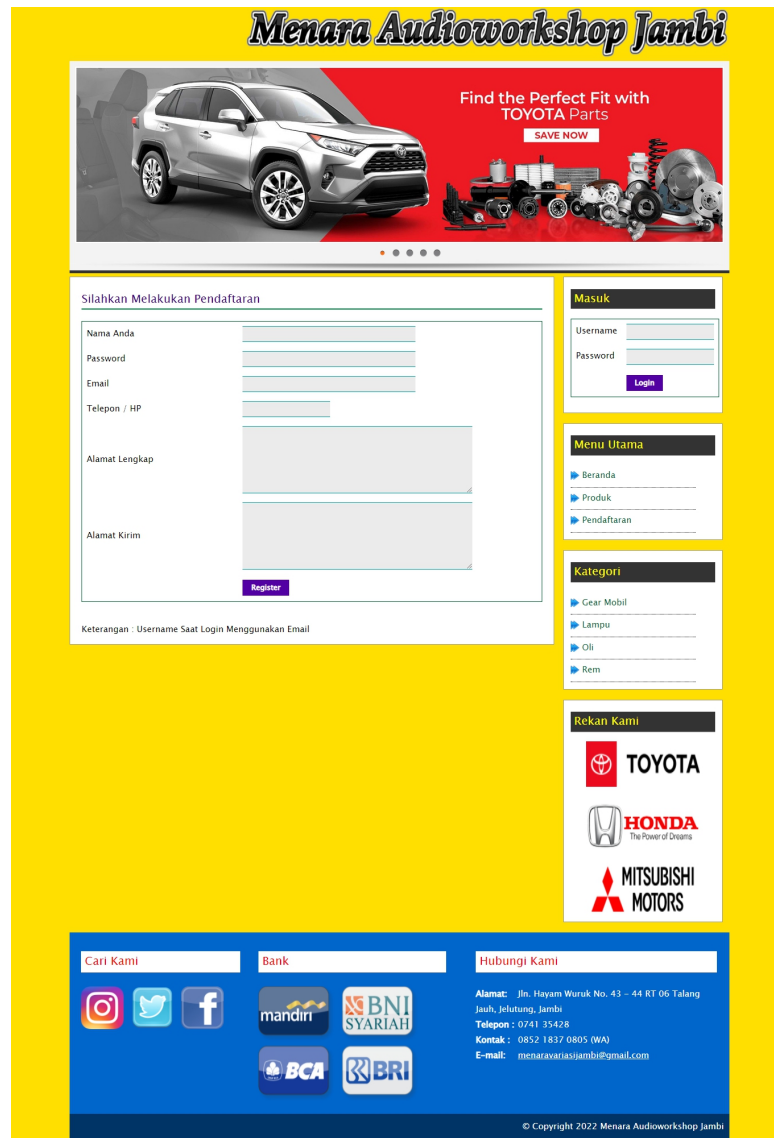 Menara Audioworkshop Jambi
Find the Perfect Fit with
TOYOTA Parts
SAVE NOW
Silahkan Melakukan Pendaftaran
Nama Anda
Password
Email
Telepon / HP
Alamat Lengkap
Alamat Kirim
Register
Keterangan : Username Saat Login Menggunakan Email
Masuk
Username
Password
Login
Menu Utama
Beranda
Produk
Pendaftaran
Kategori
Gear Mobil
Lampu
Oli
Rem
Rekan Kami
TOYOTA
HONDA
The Power of Dreams
MITSUBISHI
MOTORS
Cari Kami
Bank
mandiri
BNI
SYARIAH
BCA
BRI
Hubungi Kami
Alamat: Jln. Hayam Wuruk No. 43 – 44 RT 06 Talang
Jauh, Jelutung, Jambi
Telepon : 0741 35428
Kontak : 0852 1837 0805 (WA)
E-mail: menaravariasijambi@gmail.com
© Copyright 2022 Menara Audioworkshop Jambi